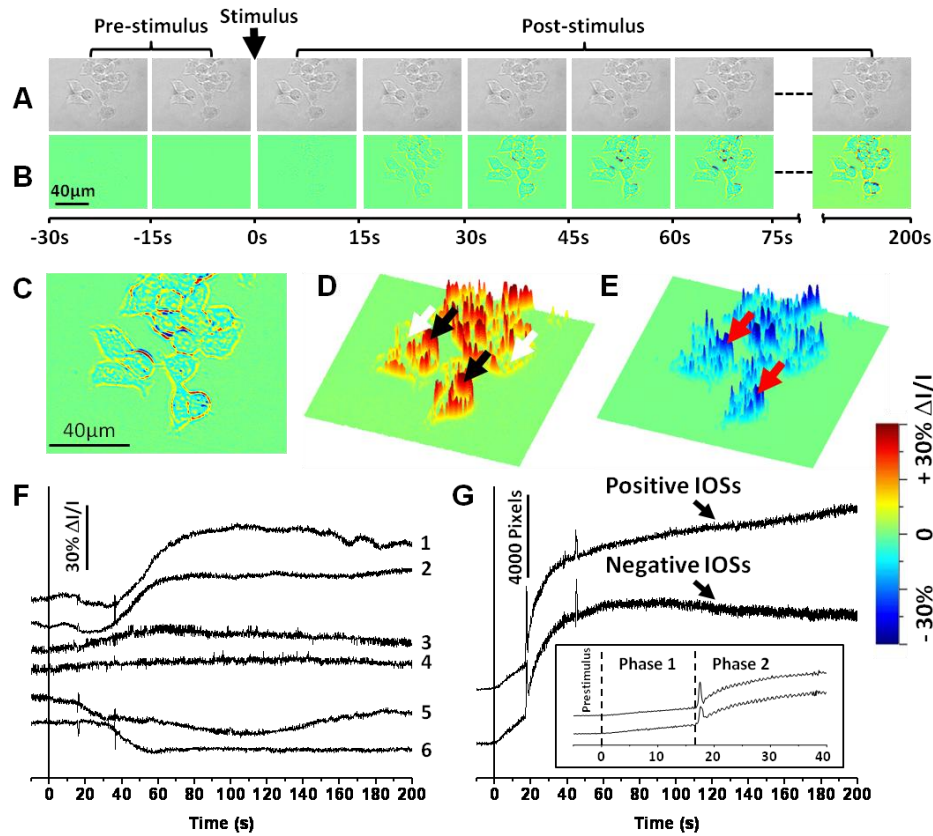 Pre-stimulus
Stimulus
Post-stimulus
A
B
40µm
-30s -15s 0s 15s 30s 45s 60s 75s 200s
C
40µm
D
E
+ 30% ΔI/I
0
- 30%
F
30% ΔI/I
1
2
3
4
5
6
0 20 40 60 80 100 120 140 160 180 200
Time (s)
G
4000 Pixels
Positive IOSs
Negative IOSs
Prestimulus
Phase 1
Phase 2
0 10 20 30 40
0 20 40 60 80 100 120 140 160 180 200
Time (s)